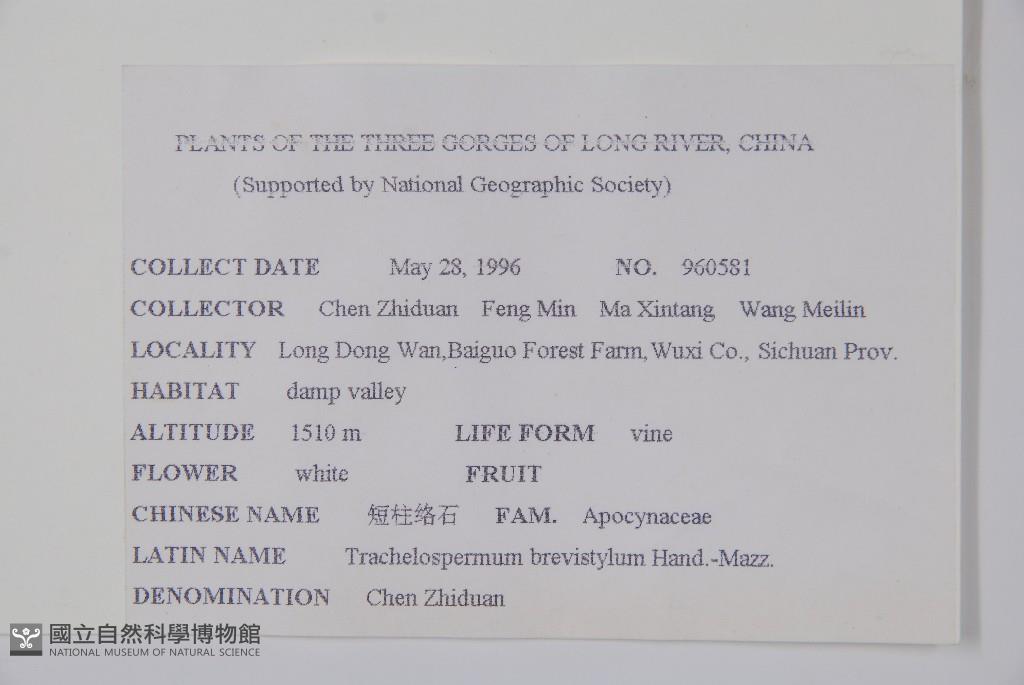 PLANTS OF THE THREE GORGES OF LONG RIVER, CHINA
(Supported by National Geographic Society)
COLLECT DATE May 28, 1996 NO. 960581
COLLECTOR Chen Zhiduan Feng Min Ma Xintang Wang Meilin
LOCALITY Long Dong Wan,Baiguo Forest Farm,Wuxi Co., Sichuan Prov.
HABITAT damp valley
ALTITUDE 1510 m LIFE FORM vine
FLOWER white FRUIT
CHINESE NAME 短柱络石 FAM. Apocynaceae
LATIN NAME Trachelospermum brevistylum Hand.-Mazz.
DENOMINATION Chen Zhiduan
國立自然科學博物館
NATIONAL MUSEUM OF NATURAL SCIENCE